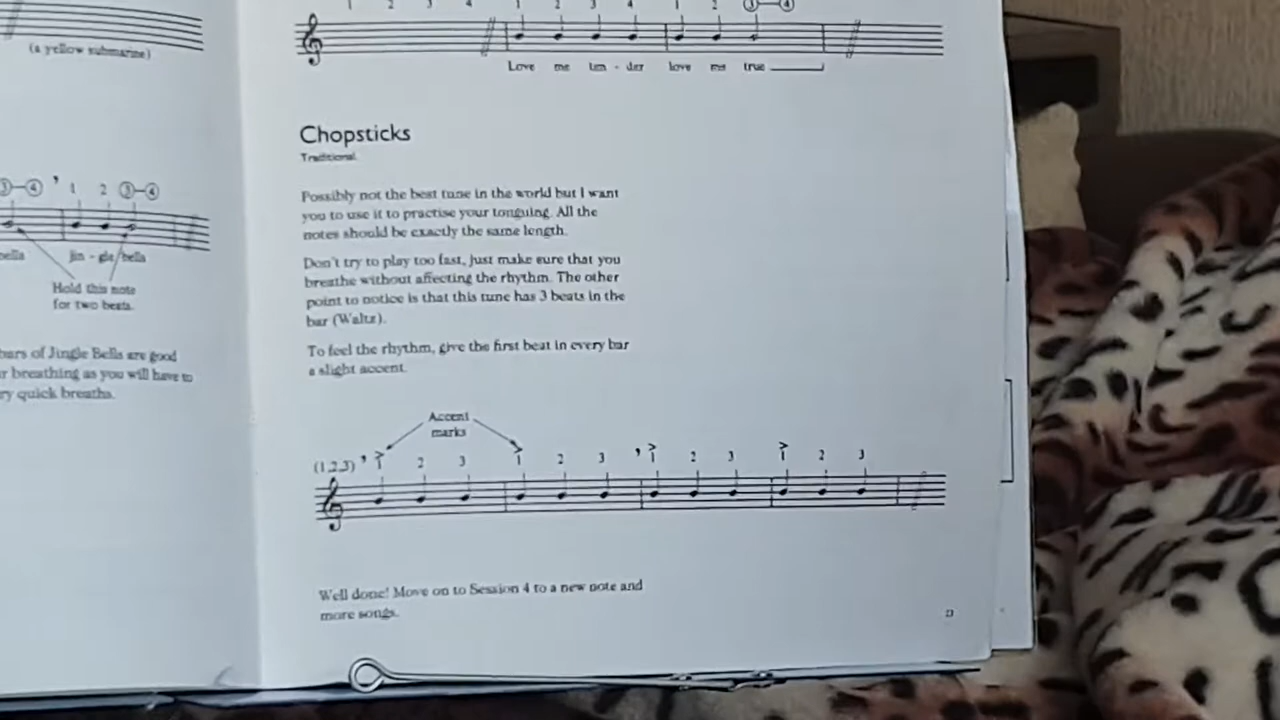 (a yellow submarine)
③-④ ’ 1 2 ③-④
bells jin - gle bells
Hold this note
for two beats.
bars of Jingle Bells are good
r breathing as you will have to
ry quick breaths.
1 2 3 4 1 2 3 4 1 2 ③-④
Love me ten - der love me true
Chopsticks
Traditional
Possibly not the best tune in the world but I want
you to use it to practise your tonguing. All the
notes should be exactly the same length.
Don't try to play too fast, just make sure that you
breathe without affecting the rhythm. The other
point to notice is that this tune has 3 beats in the
bar (Waltz).
To feel the rhythm, give the first beat in every bar
a slight accent.
Accent
marks
(1,2,3) ’ 1 2 3 1 2 3 ’ 1 2 3 1 2 3
Well done! Move on to Session 4 to a new note and
more songs.